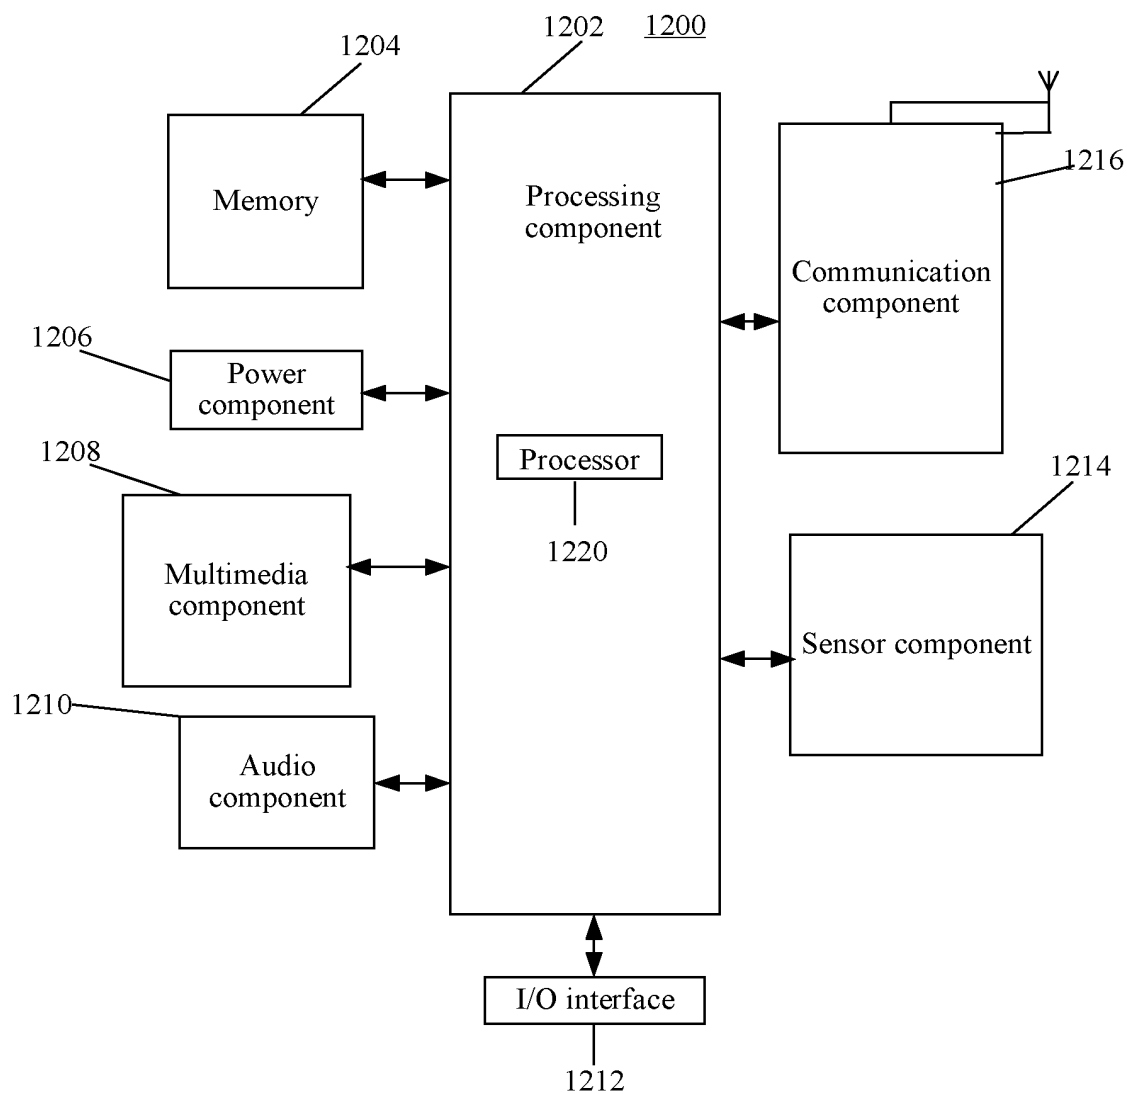 1202
1200
1204
Memory
Processing
component
1216
Communication
component
1206
Power
component
1208
Processor
1220
Multimedia
component
1214
Sensor component
1210
Audio
component
I/O interface
1212